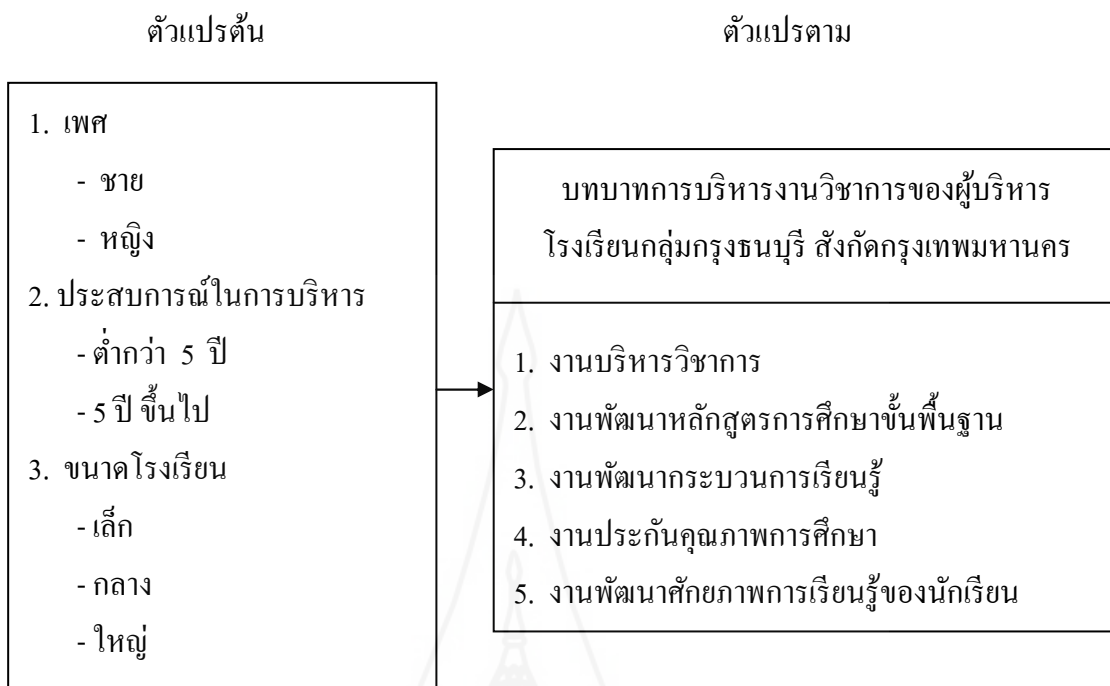 ตัวแปรต้น
ตัวแปรตาม
1. เพศ
- ชาย
- หญิง
2. ประสบการณ์ในการบริหาร
- ต่ำกว่า 5 ปี
- 5 ปี ขึ้นไป
3. ขนาดโรงเรียน
- เล็ก
- กลาง
- ใหญ่
บทบาทการบริหารงานวิชาการของผู้บริหาร
โรงเรียนกลุ่มกรุงธนบุรี สังกัดกรุงเทพมหานคร
1. งานบริหารวิชาการ
2. งานพัฒนาหลักสูตรการศึกษาขั้นพื้นฐาน
3. งานพัฒนากระบวนการเรียนรู้
4. งานประกันคุณภาพการศึกษา
5. งานพัฒนาศักยภาพการเรียนรู้ของนักเรียน